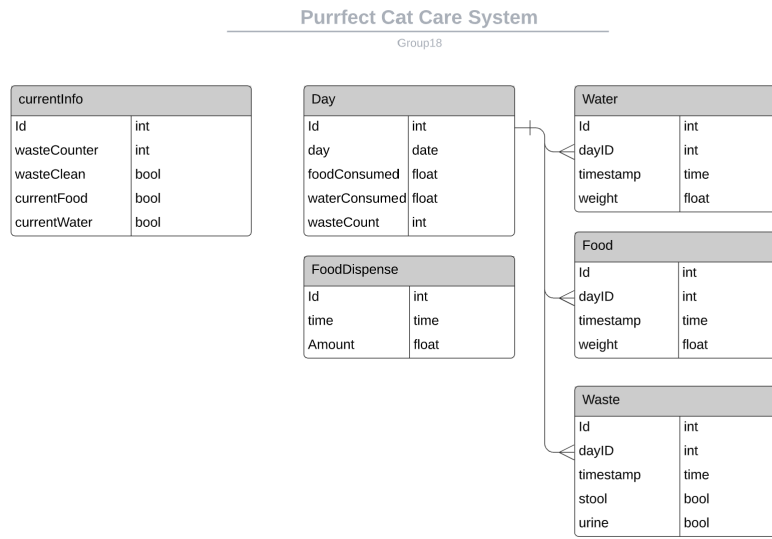 Purrfect Cat Care System
Group18
currentInfo
Id int
wasteCounter int
wasteClean bool
currentFood bool
currentWater bool
Day
Id int
day date
foodConsumed float
waterConsumed float
wasteCount int
FoodDispense
Id int
time time
Amount float
Water
Id int
dayID int
timestamp time
weight float
Food
Id int
dayID int
timestamp time
weight float
Waste
Id int
dayID int
timestamp time
stool bool
urine bool